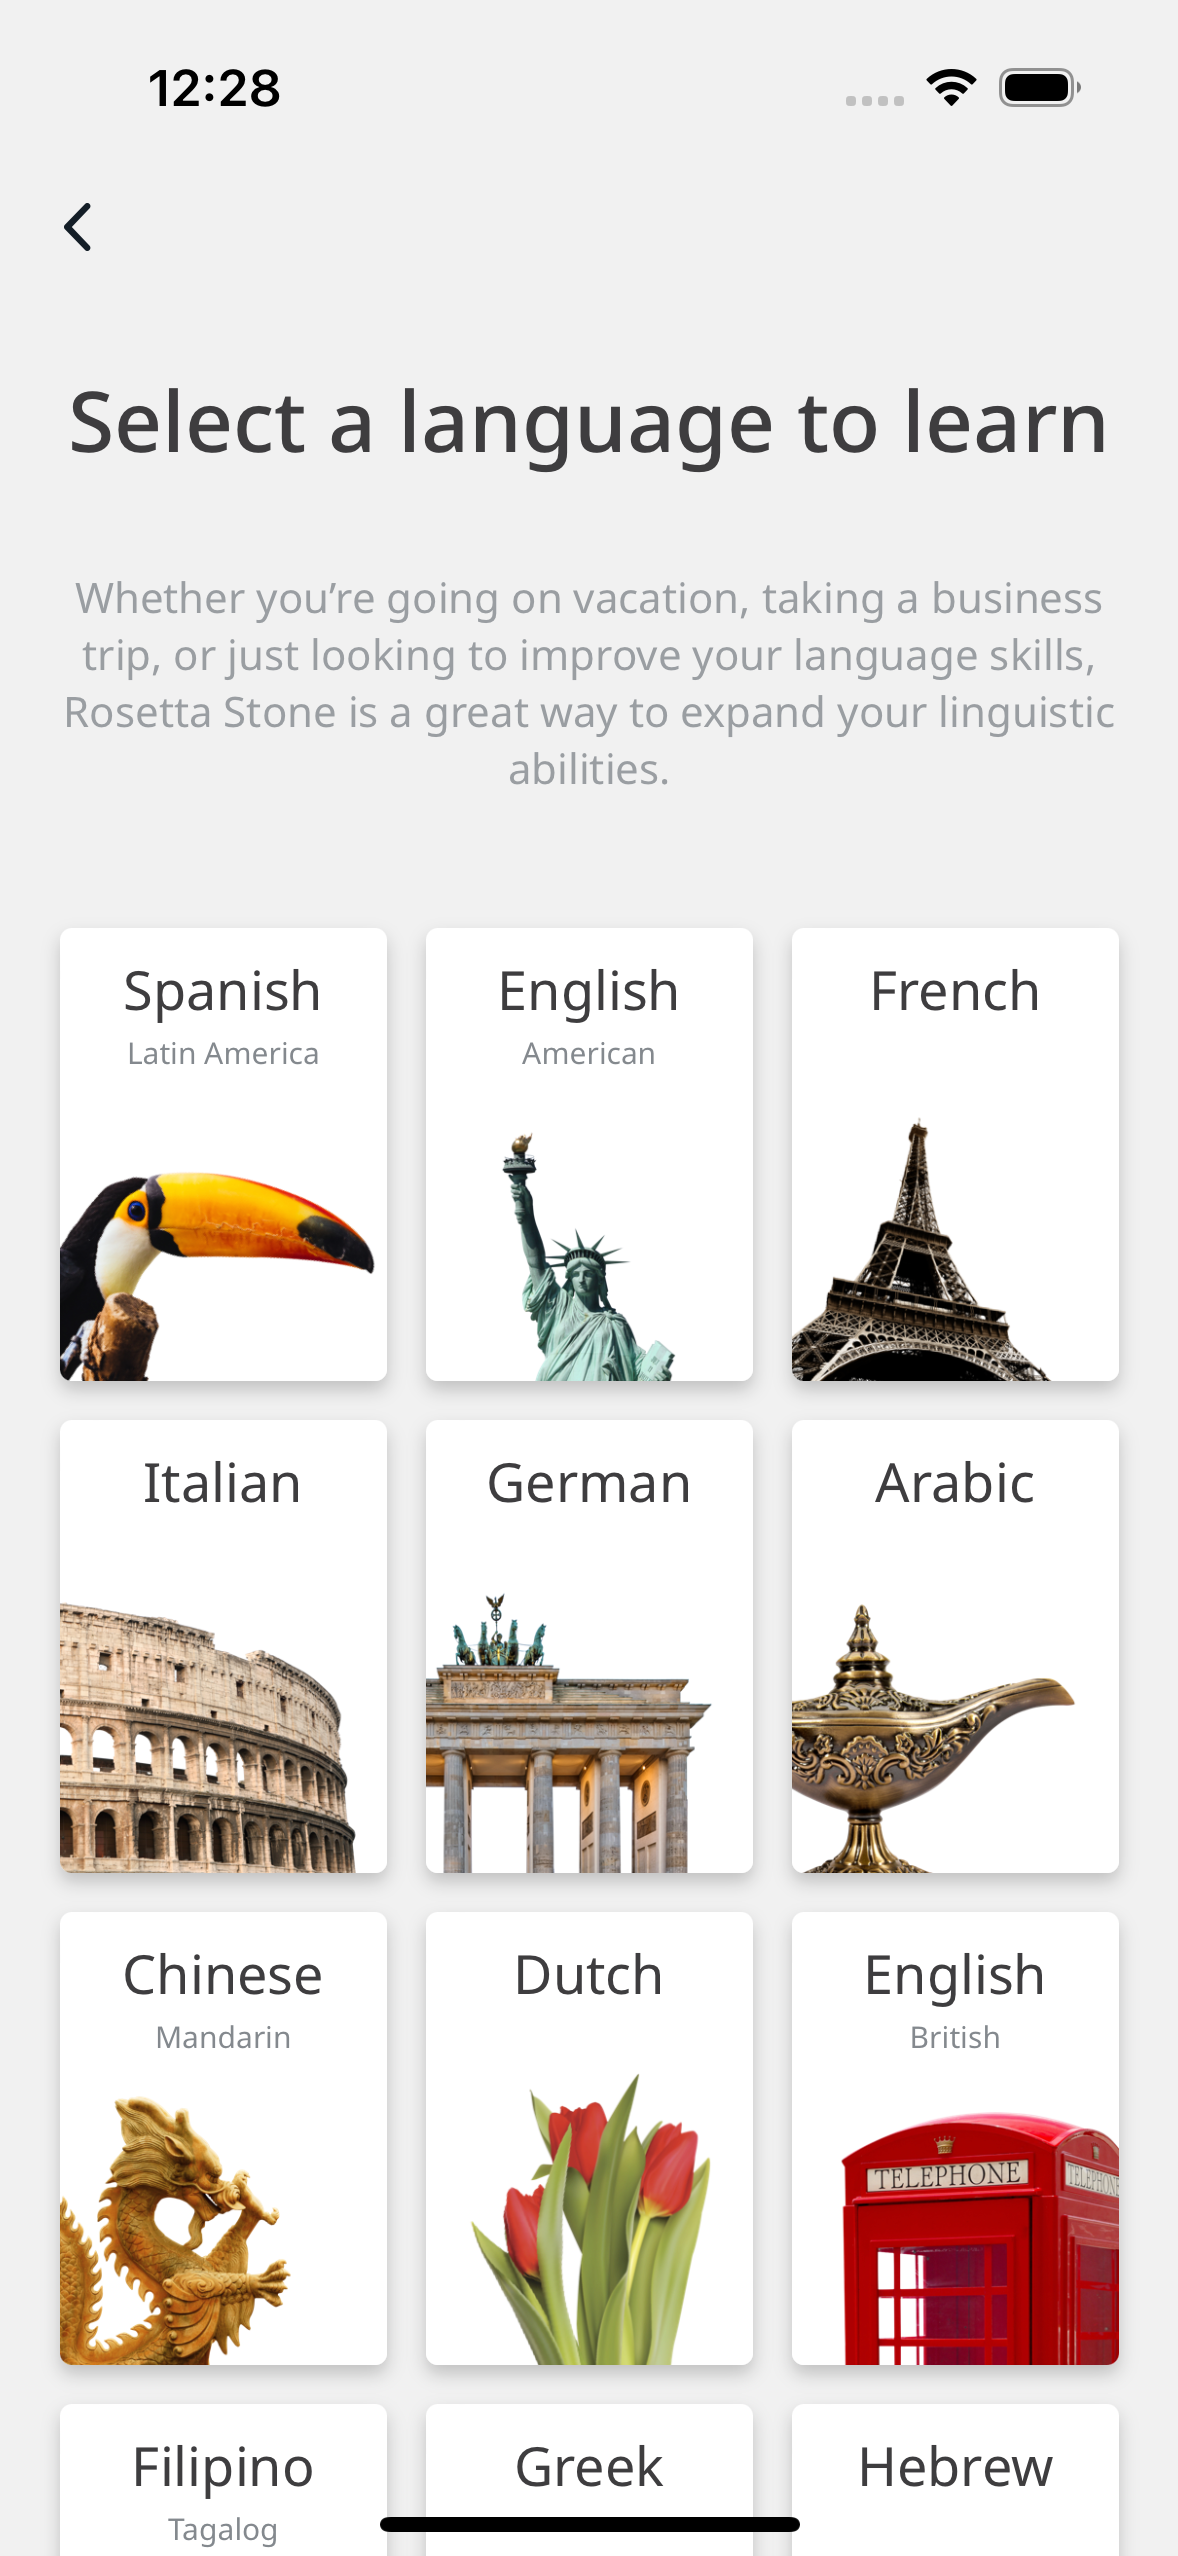 12:28
Select a language to learn
Whether you’re going on vacation, taking a business
trip, or just looking to improve your language skills,
Rosetta Stone is a great way to expand your linguistic
abilities.
Spanish
Latin America
English
American
French
Italian
German
Arabic
Chinese
Mandarin
Dutch
English
British
TELEPHONE
TELEPHONE
Filipino
Tagalog
Greek
Hebrew